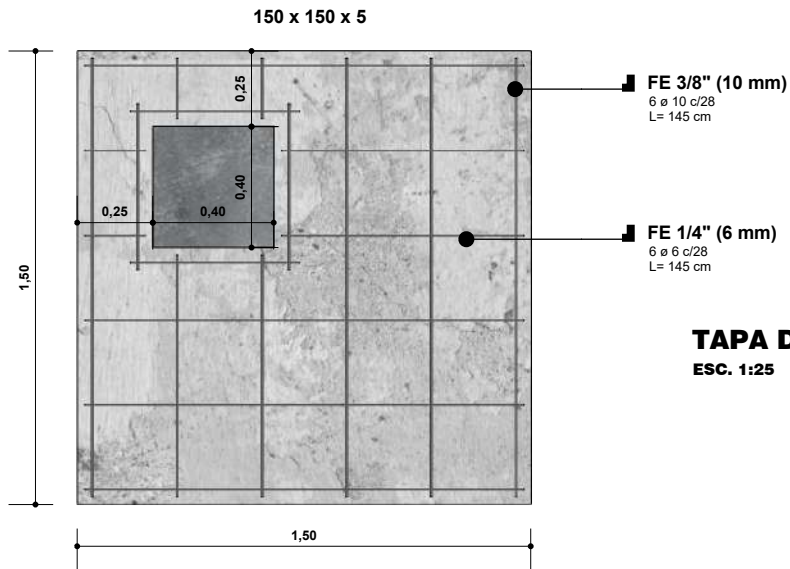 150 x 150 x 5
0,25
FE 3/8" (10 mm)
6 ø 10 c/28
L= 145 cm
0,40
0,25
0,40
FE 1/4" (6 mm)
6 ø 6 c/28
L= 145 cm
1,50
TAPA
ESC. 1:25
1,50